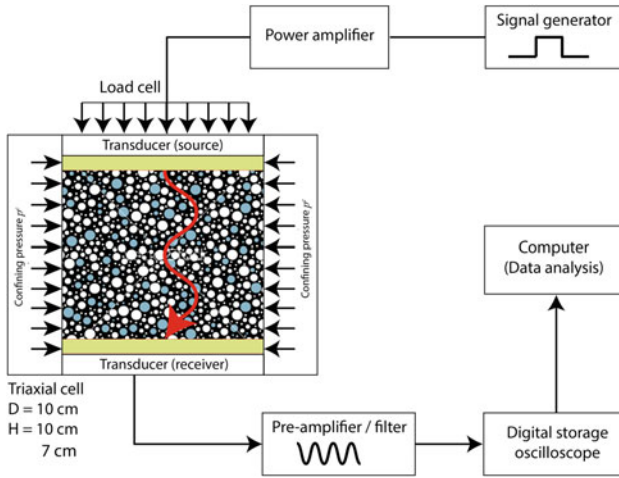 Power amplifier
Signal generator
Load cell
Transducer (source)
Confining pressure p'
Confining pressure p'
Computer
(Data analysis)
Transducer (receiver)
Triaxial cell
D = 10 cm
H = 10 cm
7 cm
Pre-amplifier / filter
Digital storage
oscilloscope